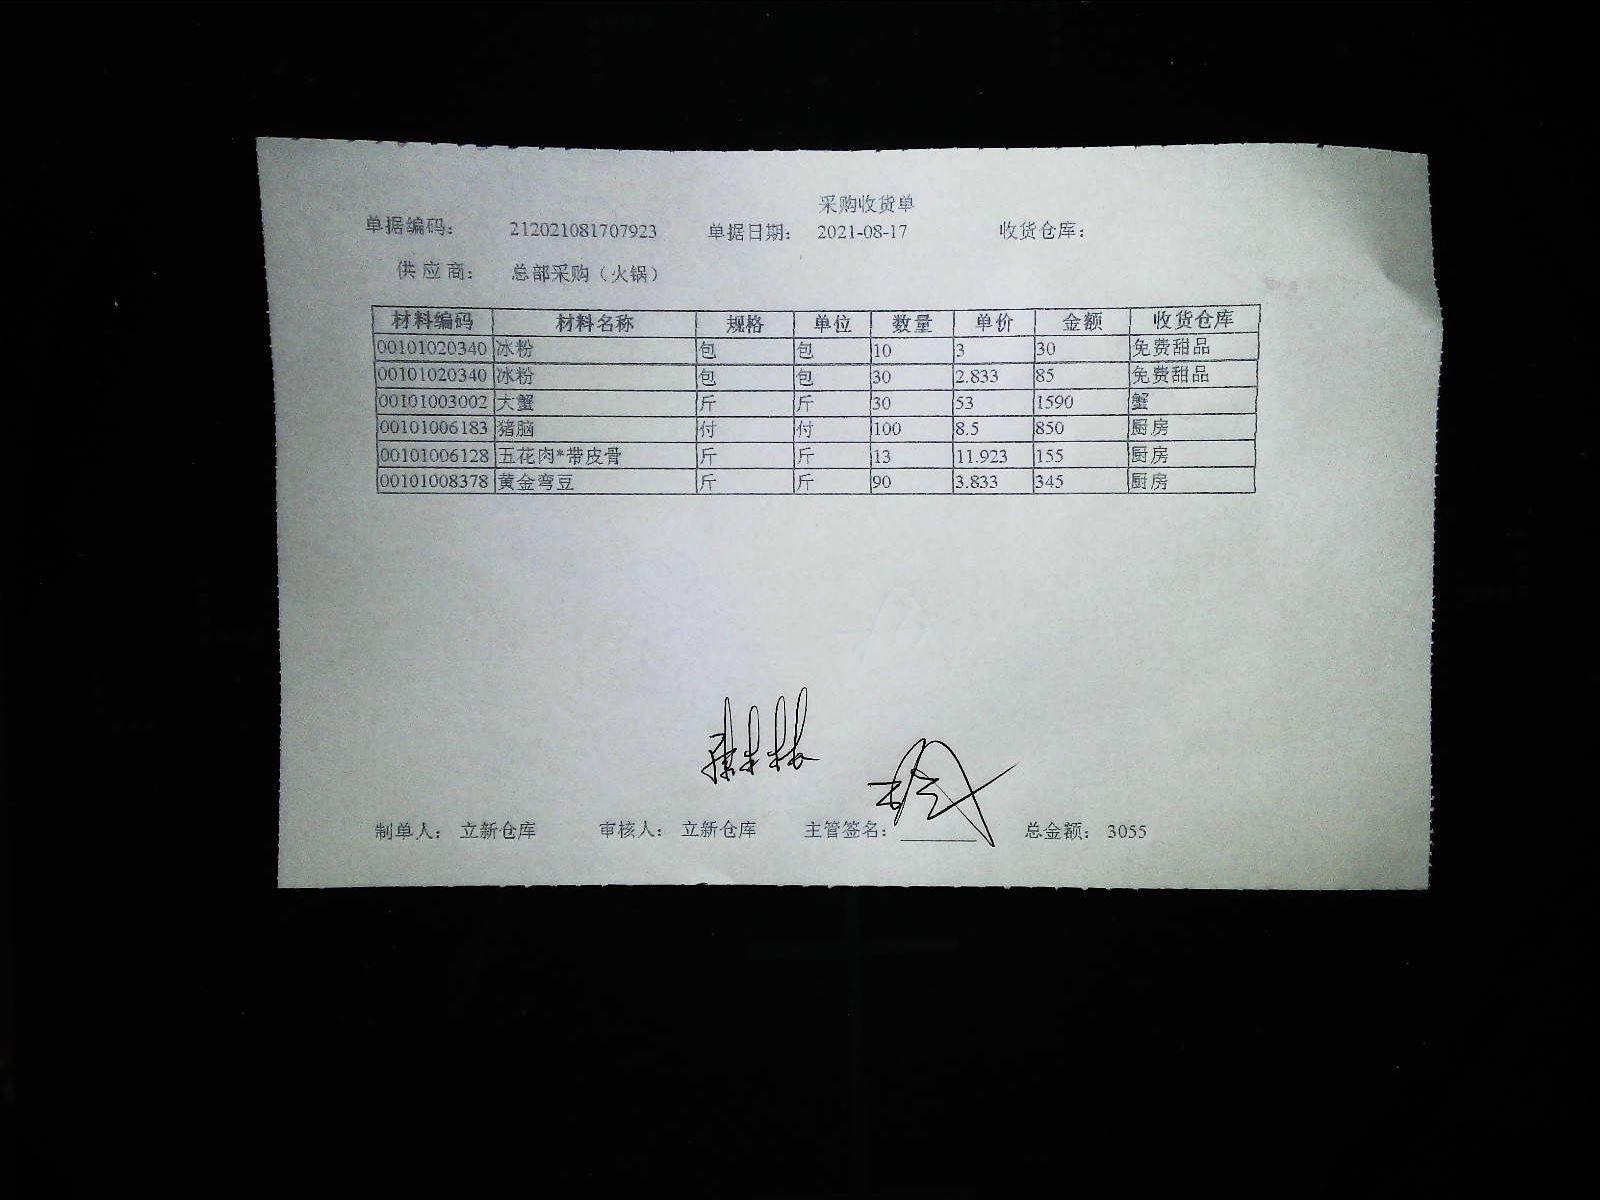 采购收货单
单据编码： 212021081707923 单据日期： 2021-08-17 收货仓库：
供应商： 总部采购（火锅）
材料编码 材料名称 规格 单位 数量 单价 金额 收货仓库
00101020340 冰粉 包 包 10 3 30 免费甜品
00101020340 冰粉 包 包 30 2.833 85 免费甜品
00101003002 大蟹 斤 斤 30 53 1590 蟹
00101006183 猪脑 付 付 100 8.5 850 厨房
00101006128 五花肉*带皮骨 斤 斤 13 11.923 155 厨房
00101008378 黄金弯豆 斤 斤 90 3.833 345 厨房
制单人： 立新仓库 审核人： 立新仓库 主管签名： 总金额： 3055